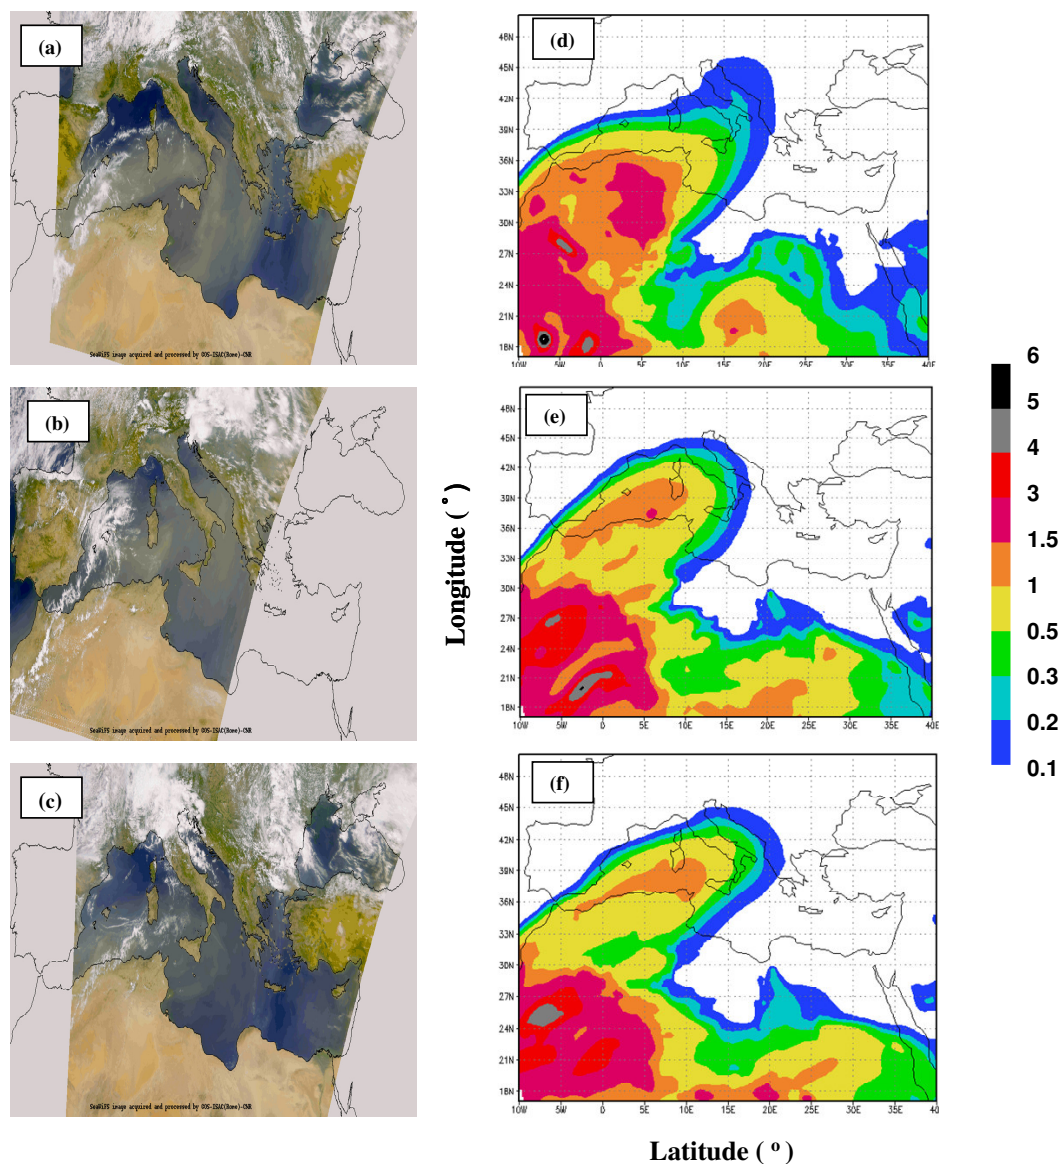 (a)
SeaWiFS image acquired and processed by GOS-ISAC(Rome)-CNR
(b)
SeaWiFS image acquired and processed by GOS-ISAC(Rome)-CNR
(c)
SeaWiFS image acquired and processed by GOS-ISAC(Rome)-CNR
(d)
48N
45N
42N
39N
36N
33N
30N
27N
24N
21N
18N
10W 5W 0 5E 10E 15E 20E 25E 30E 35E 40E
(e)
48N
45N
42N
39N
36N
33N
30N
27N
24N
21N
18N
10W 5W 0 5E 10E 15E 20E 25E 30E 35E 40E
(f)
48N
45N
42N
39N
36N
33N
30N
27N
24N
21N
18N
10W 5W 0 5E 10E 15E 20E 25E 30E 35E 40
Longitude ( º )
Latitude ( º )
6
5
4
3
1.5
1
0.5
0.3
0.2
0.1